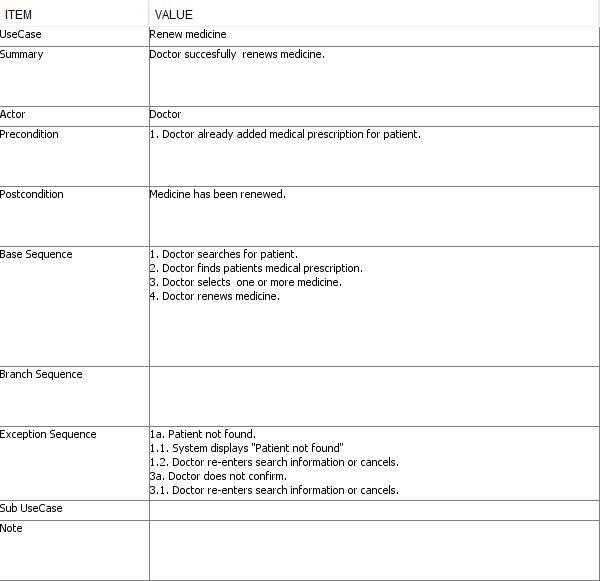 ITEM VALUE
UseCase Renew medicine
Summary Doctor succesfully  renews medicine.
Actor Doctor
Precondition 1. Doctor already added medical prescription for patient.
Postcondition Medicine has been renewed.
Base Sequence 1. Doctor searches for patient.
2. Doctor finds patients medical prescription.
3. Doctor selects  one or more medicine.
4. Doctor renews medicine.
Branch Sequence
Exception Sequence 1a. Patient not found.
1.1. System displays "Patient not found"
1.2. Doctor re-enters search information or cancels.
3a. Doctor does not confirm.
3.1. Doctor re-enters search information or cancels.
Sub UseCase
Note